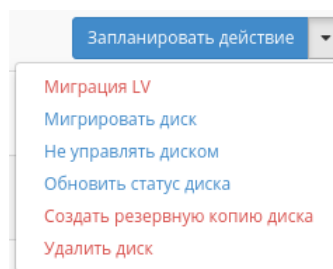 Запланировать действие
Миграция LV
Мигрировать диск
Не управлять диском
Обновить статус диска
Создать резервную копию диска
Удалить диск